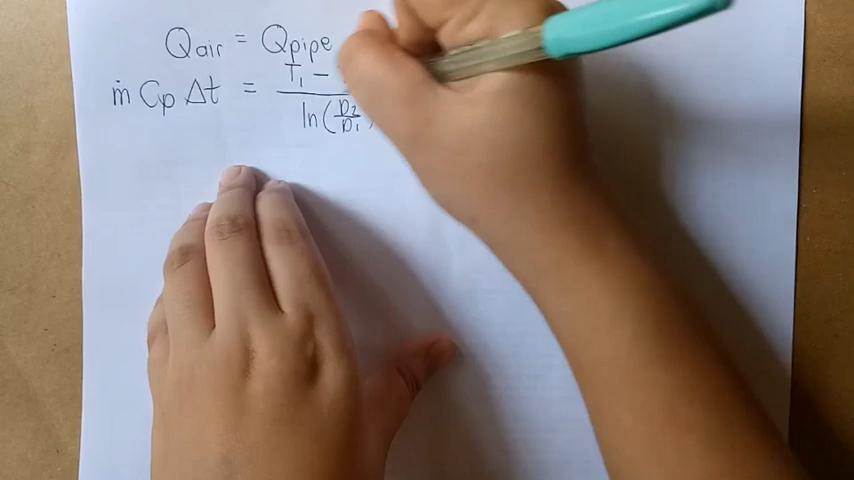 Qair = Qpipe
ṁ Cp Δt = T₁ − / ln(D₂/D₁)